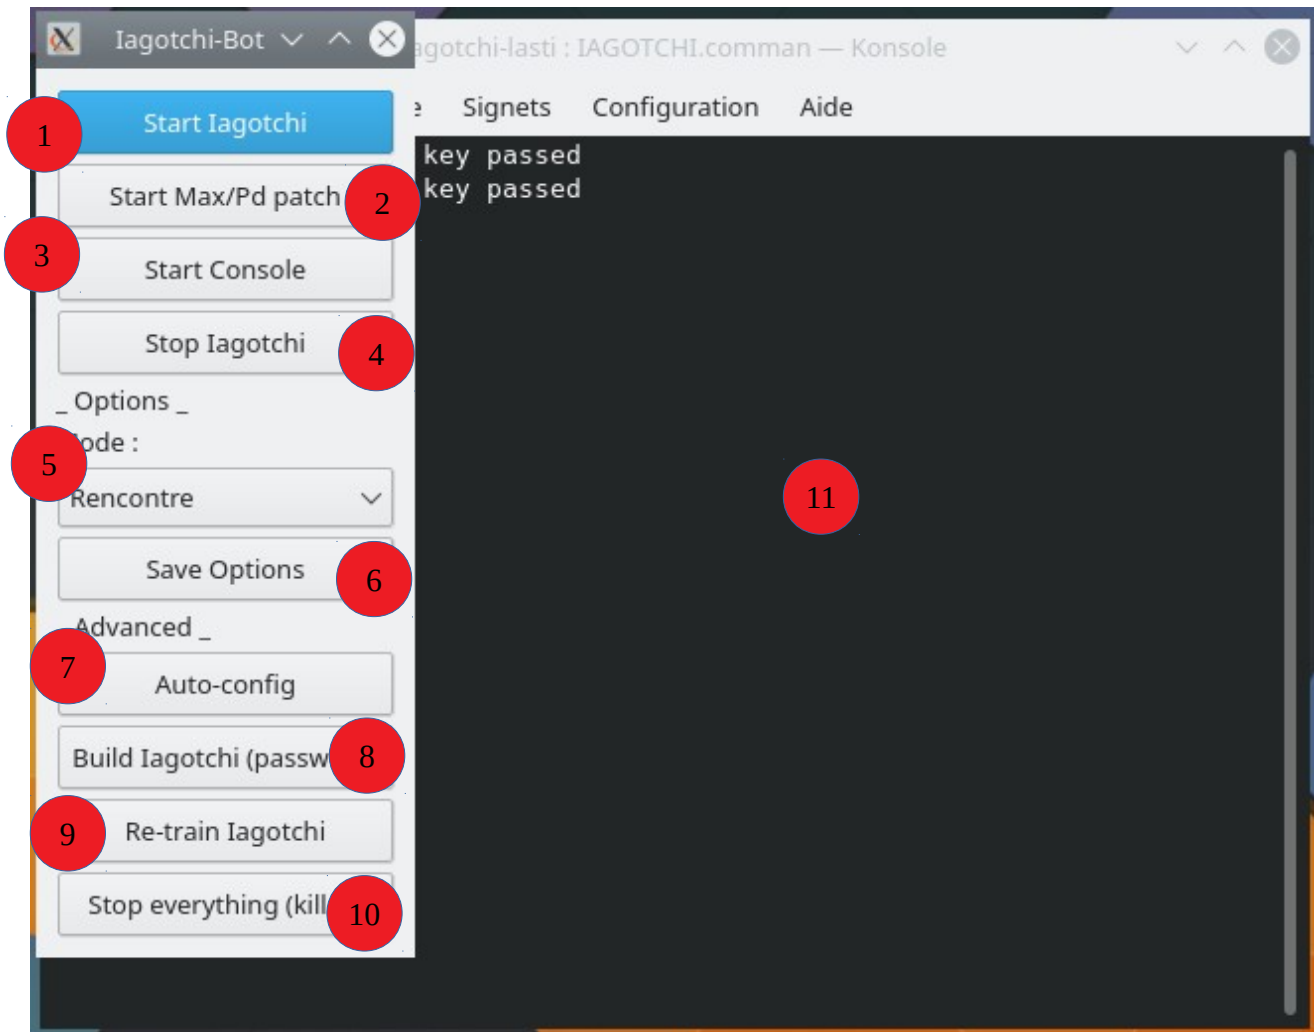 Iagotchi-Bot
agotchi-lasti : IAGOTCHI.comman — Konsole
Signets Configuration Aide
1
Start Iagotchi
key passed
key passed
Start Max/Pd patch
2
3
Start Console
Stop Iagotchi
4
_ Options _
ode :
5
Rencontre
11
Save Options
6
Advanced _
7
Auto-config
Build Iagotchi (passw
8
9
Re-train Iagotchi
Stop everything (kill
10